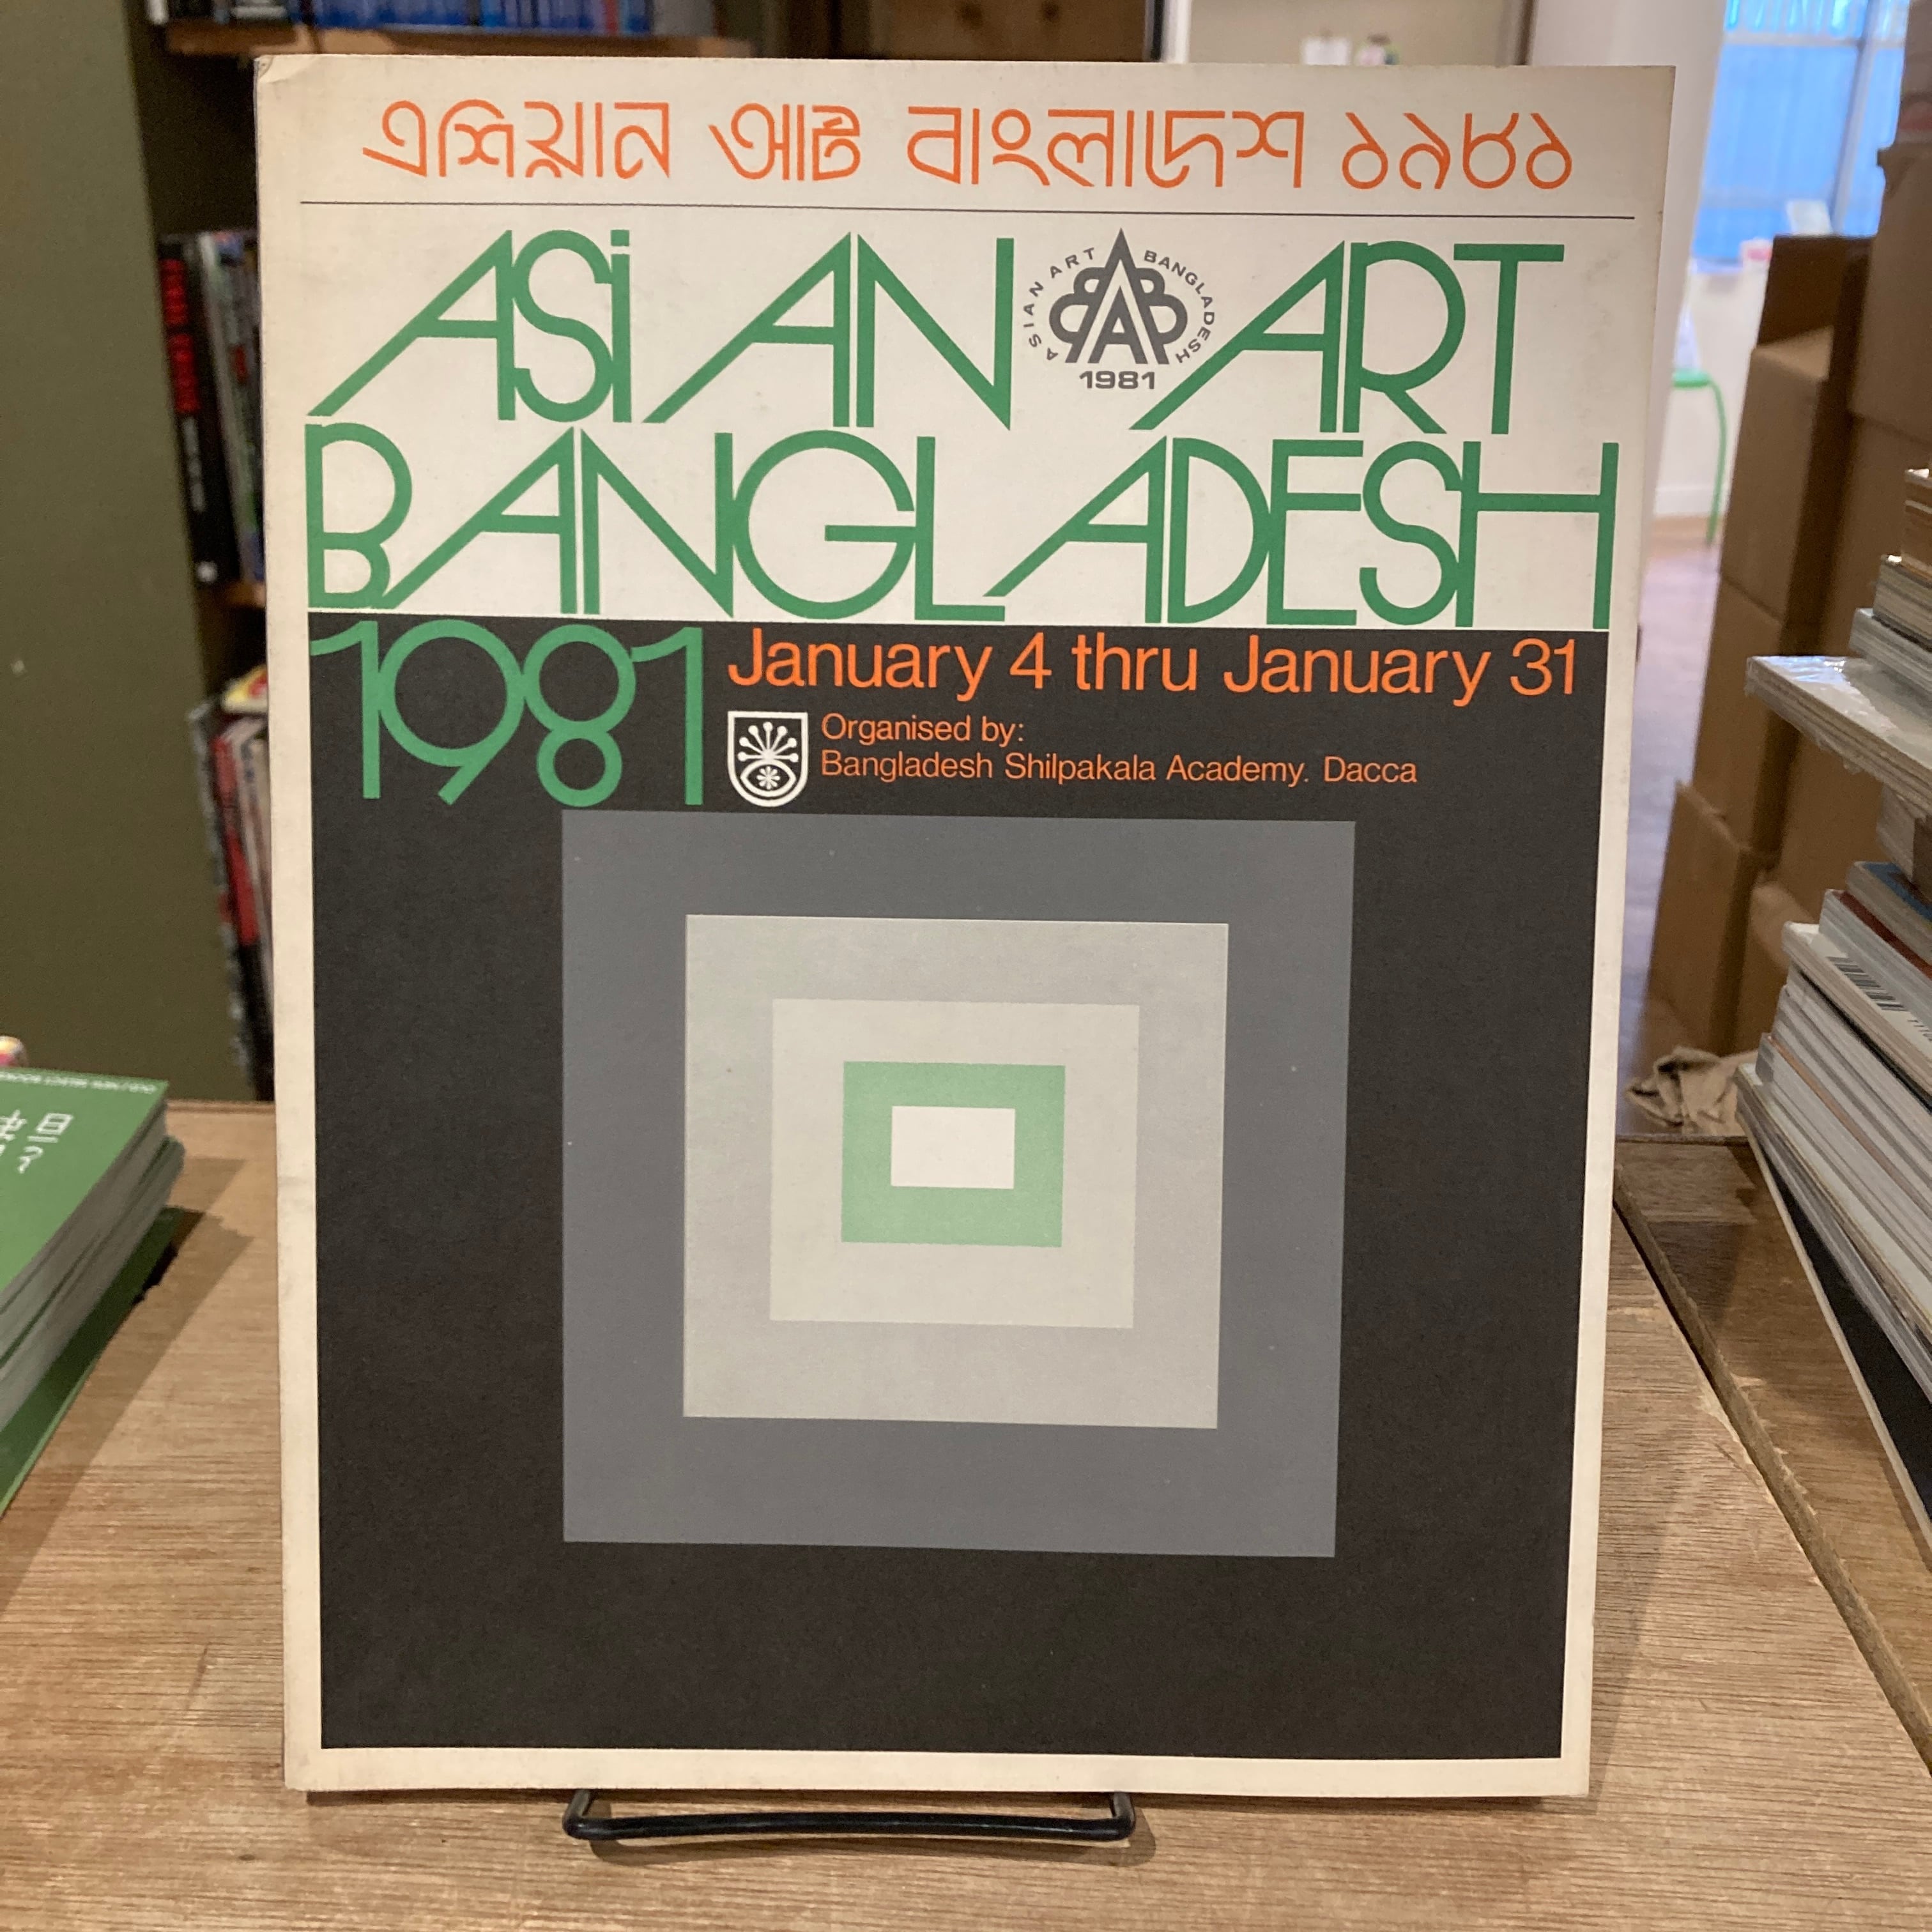 এশিয়ান আর্ট বাংলাদেশ ১৯৮১
ASiAN ART
ASIAN ART BANGLADESH
AAB
1981
BANGLADESH
1981
January 4 thru January 31
Organised by:
Bangladesh Shilpakala Academy. Dacca